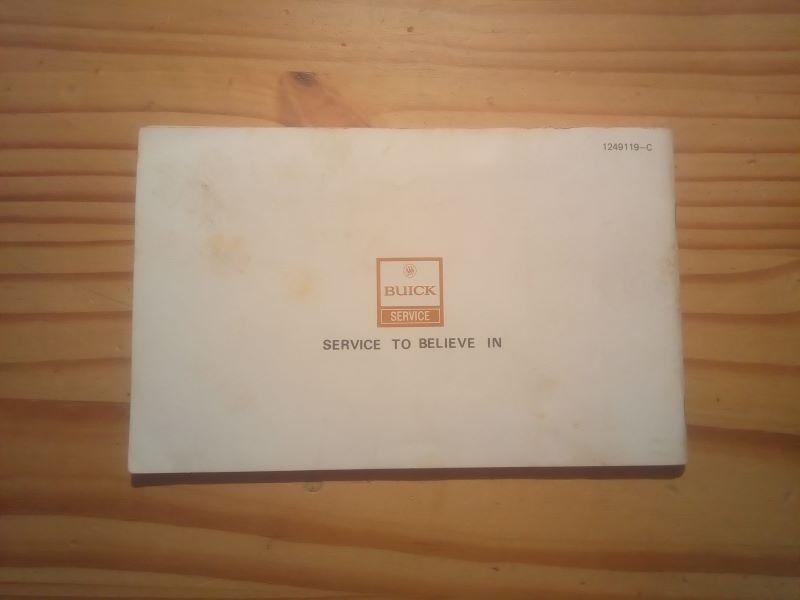 1249119-C
BUICK
SERVICE
SERVICE TO BELIEVE IN